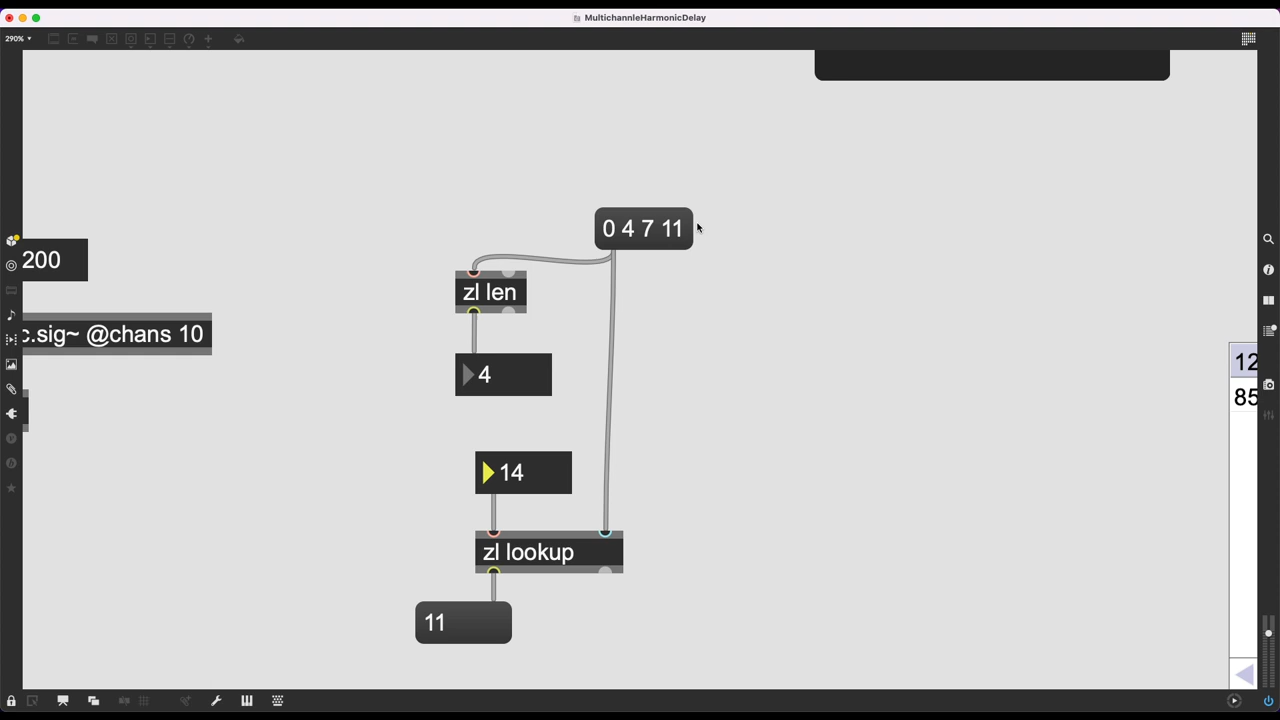 MultichannleHarmonicDelay
290%
0 4 7 11
200
zl len
c.sig~ @chans 10
12
4
85
14
zl lookup
11